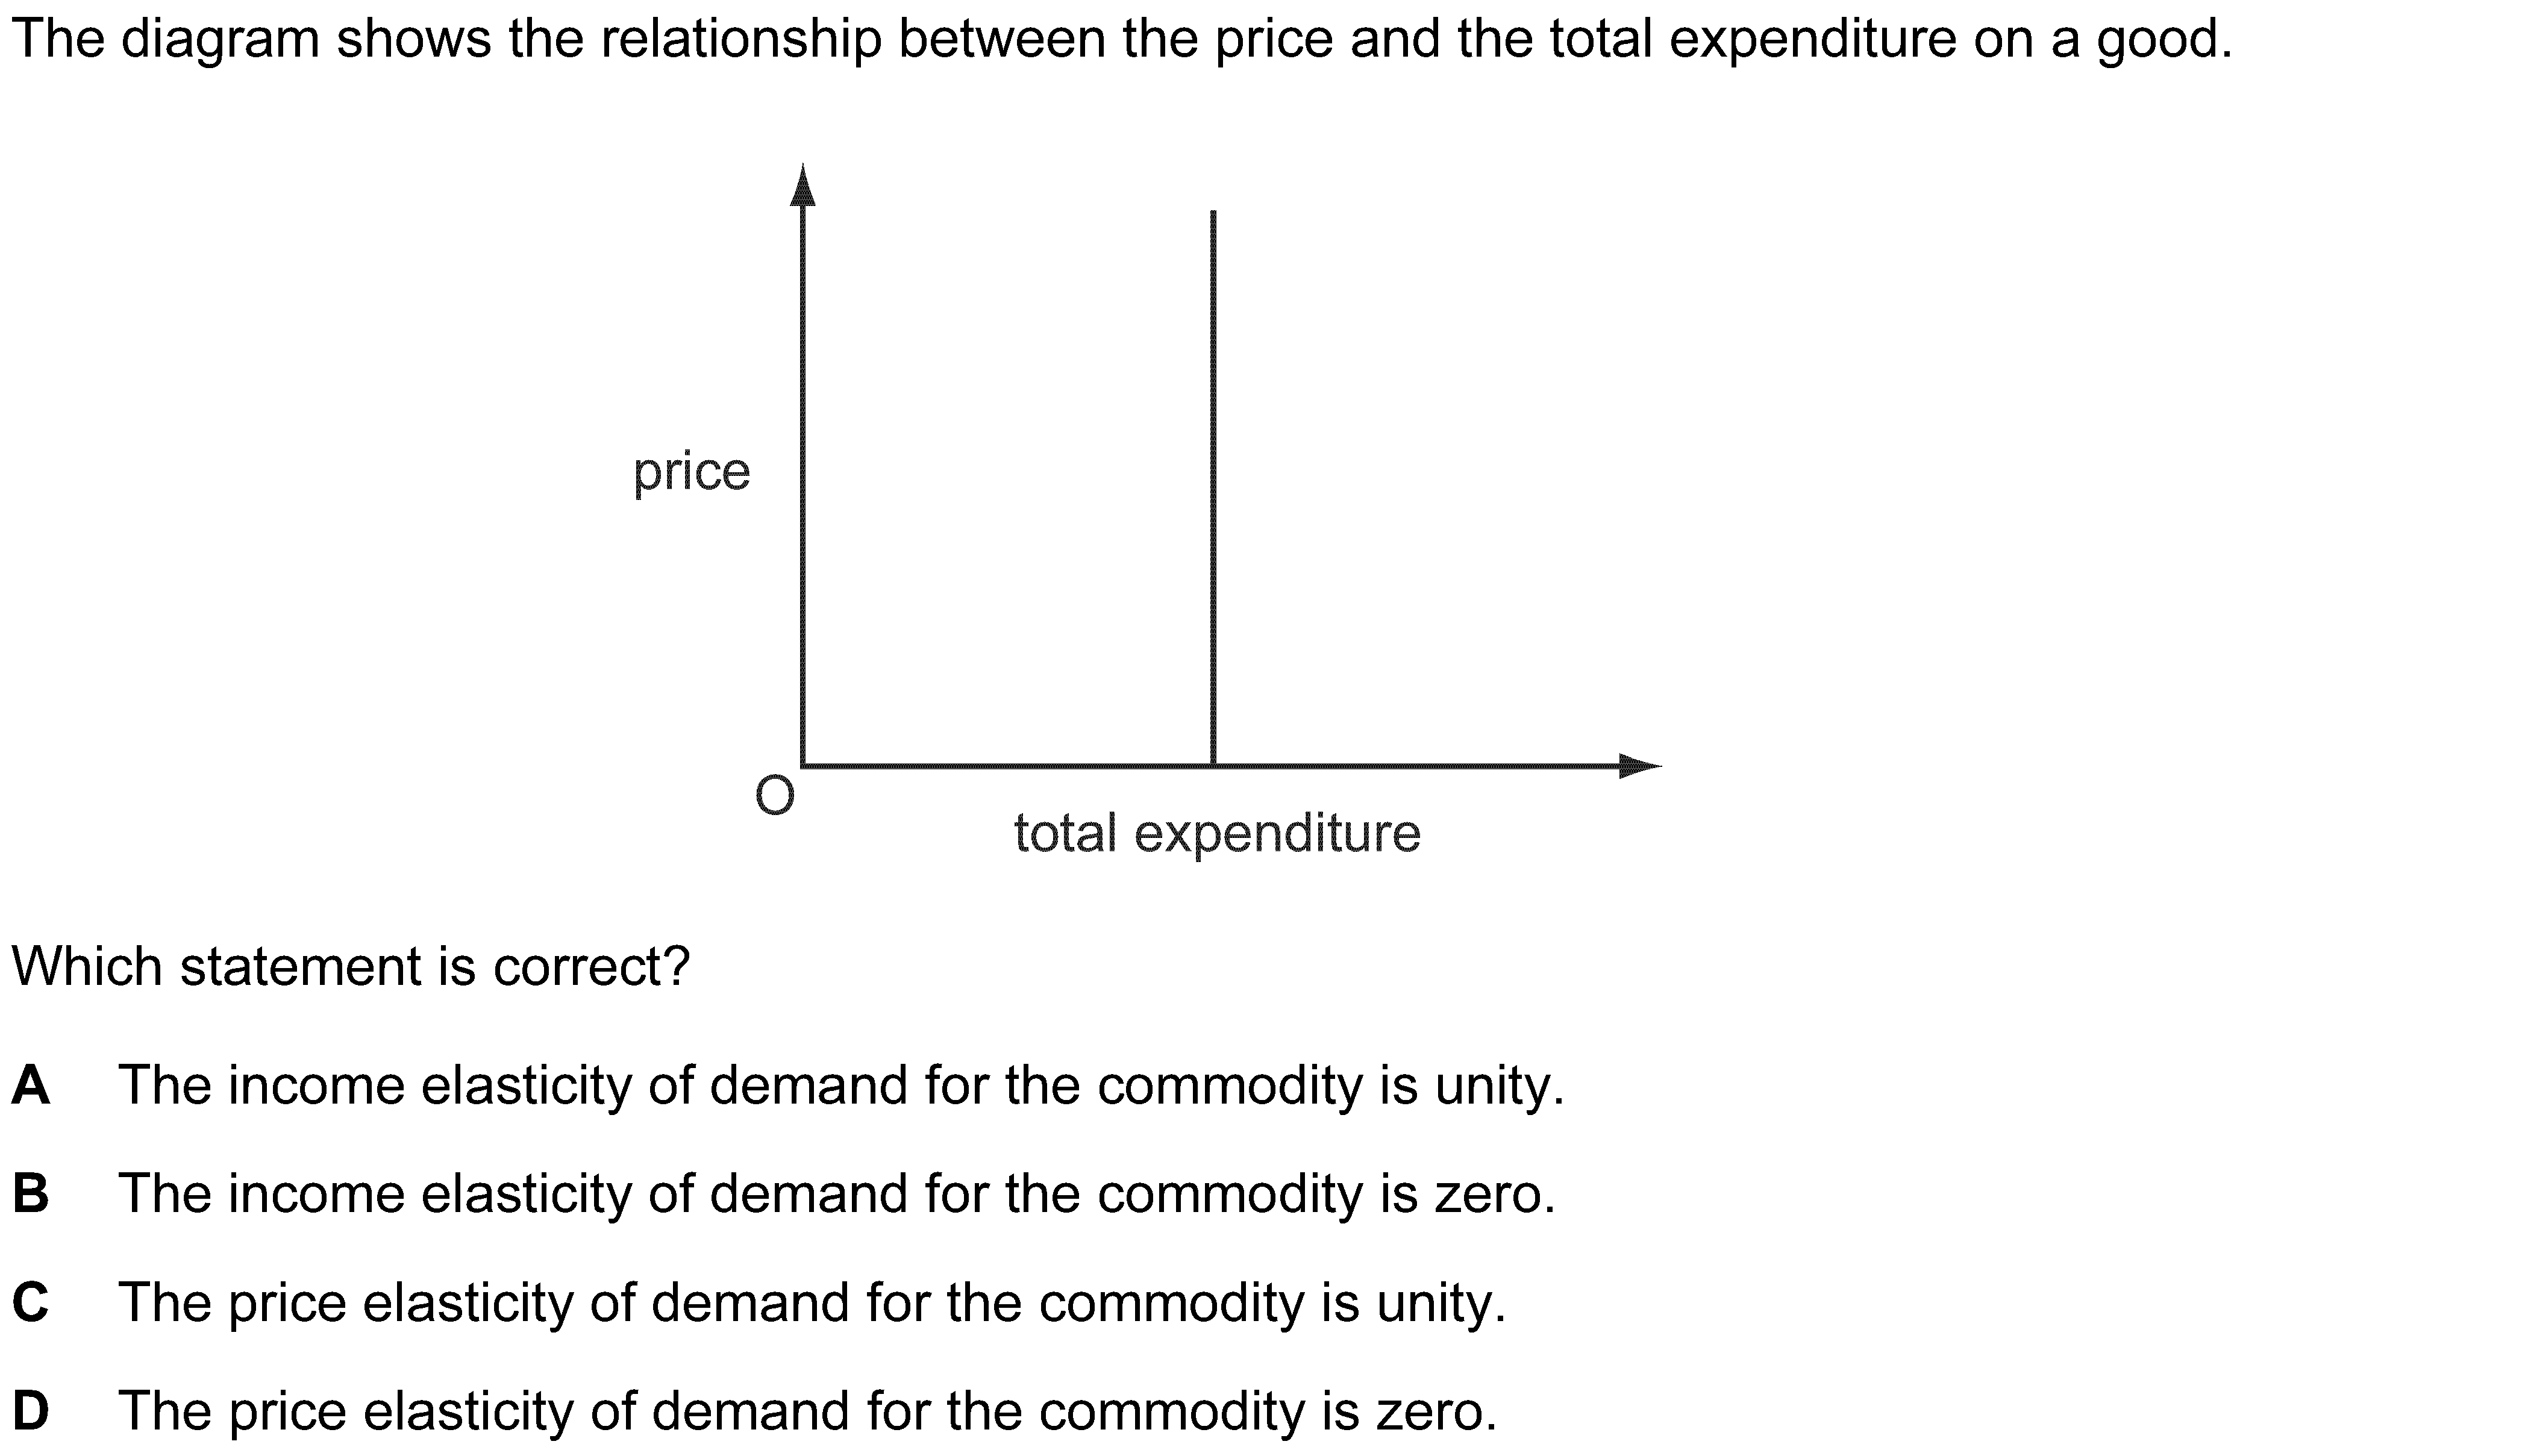 The diagram shows the relationship between the price and the total expenditure on a good.
price
O
total expenditure
Which statement is correct?
A The income elasticity of demand for the commodity is unity.
B The income elasticity of demand for the commodity is zero.
C The price elasticity of demand for the commodity is unity.
D The price elasticity of demand for the commodity is zero.